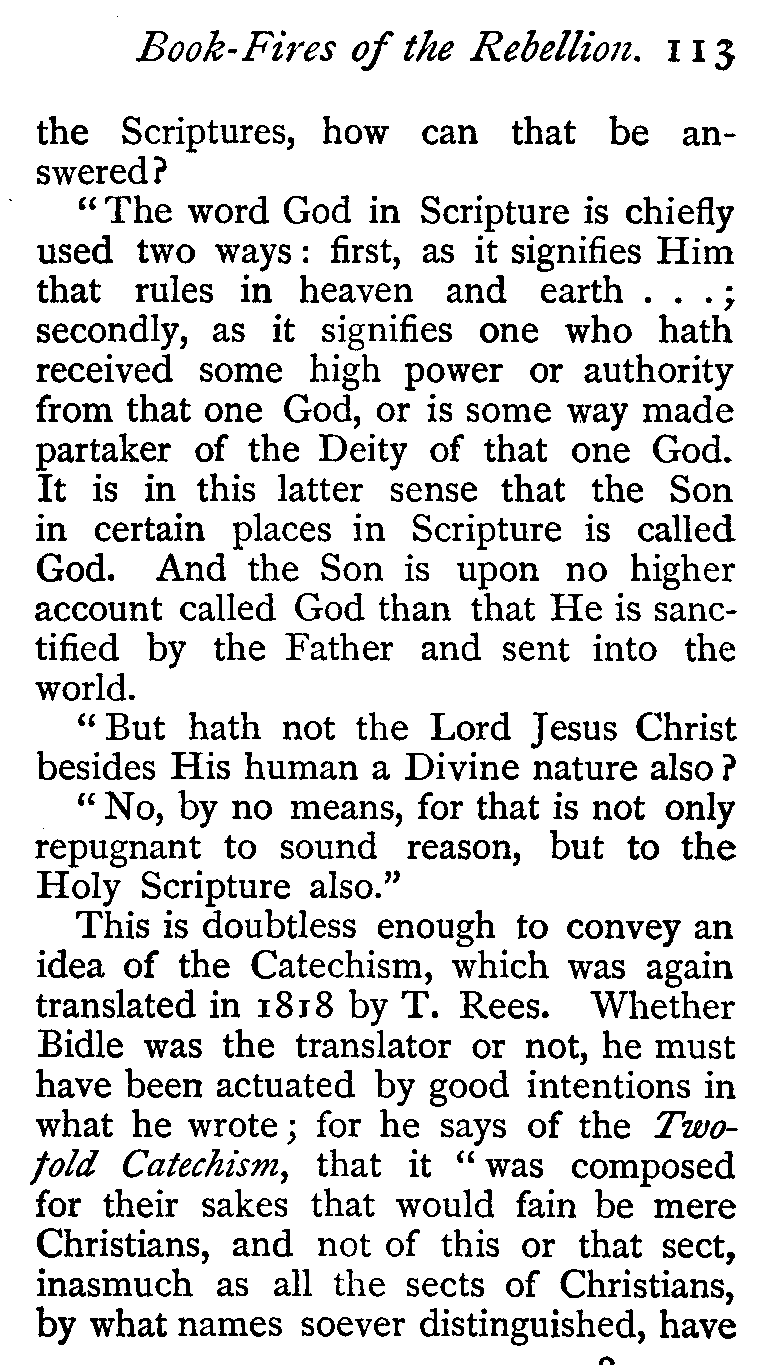 Book-Fires of the Rebellion. 113
the Scriptures, how can that be an-
swered?
“The word God in Scripture is chiefly
used two ways: first, as it signifies Him
that rules in heaven and earth . . .;
secondly, as it signifies one who hath
received some high power or authority
from that one God, or is some way made
partaker of the Deity of that one God.
It is in this latter sense that the Son
in certain places in Scripture is called
God. And the Son is upon no higher
account called God than that He is sanc-
tified by the Father and sent into the
world.
“But hath not the Lord Jesus Christ
besides His human a Divine nature also?
“No, by no means, for that is not only
repugnant to sound reason, but to the
Holy Scripture also.”
This is doubtless enough to convey an
idea of the Catechism, which was again
translated in 1818 by T. Rees. Whether
Bidle was the translator or not, he must
have been actuated by good intentions in
what he wrote; for he says of the Two-
fold Catechism, that it “was composed
for their sakes that would fain be mere
Christians, and not of this or that sect,
inasmuch as all the sects of Christians,
by what names soever distinguished, have